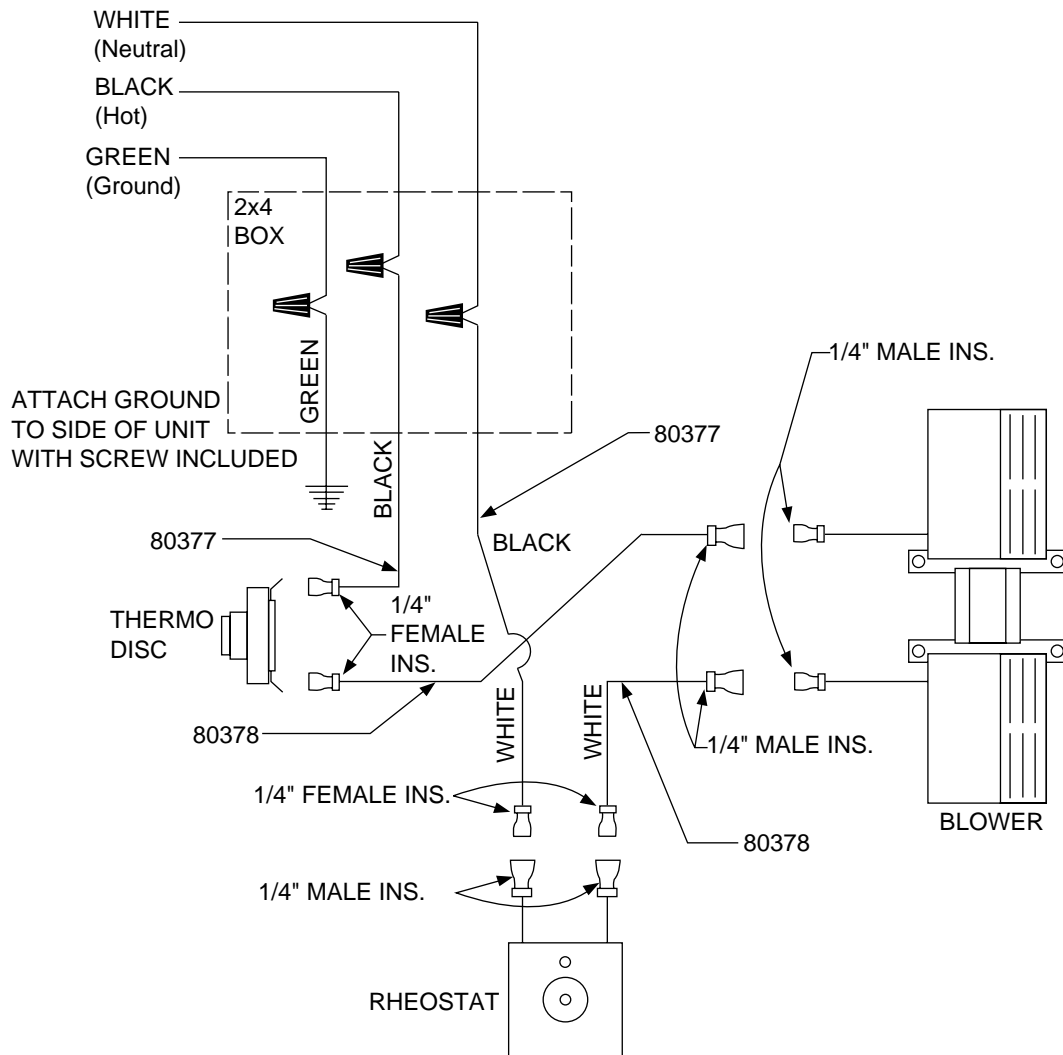 WHITE
(Neutral)
BLACK
(Hot)
GREEN
(Ground)
2x4
BOX
GREEN
BLACK
ATTACH GROUND
TO SIDE OF UNIT
WITH SCREW INCLUDED
80377
1/4" MALE INS.
80377
BLACK
THERMO
DISC
1/4"
FEMALE
INS.
80378
WHITE
WHITE
1/4" MALE INS.
1/4" FEMALE INS.
80378
BLOWER
1/4" MALE INS.
RHEOSTAT